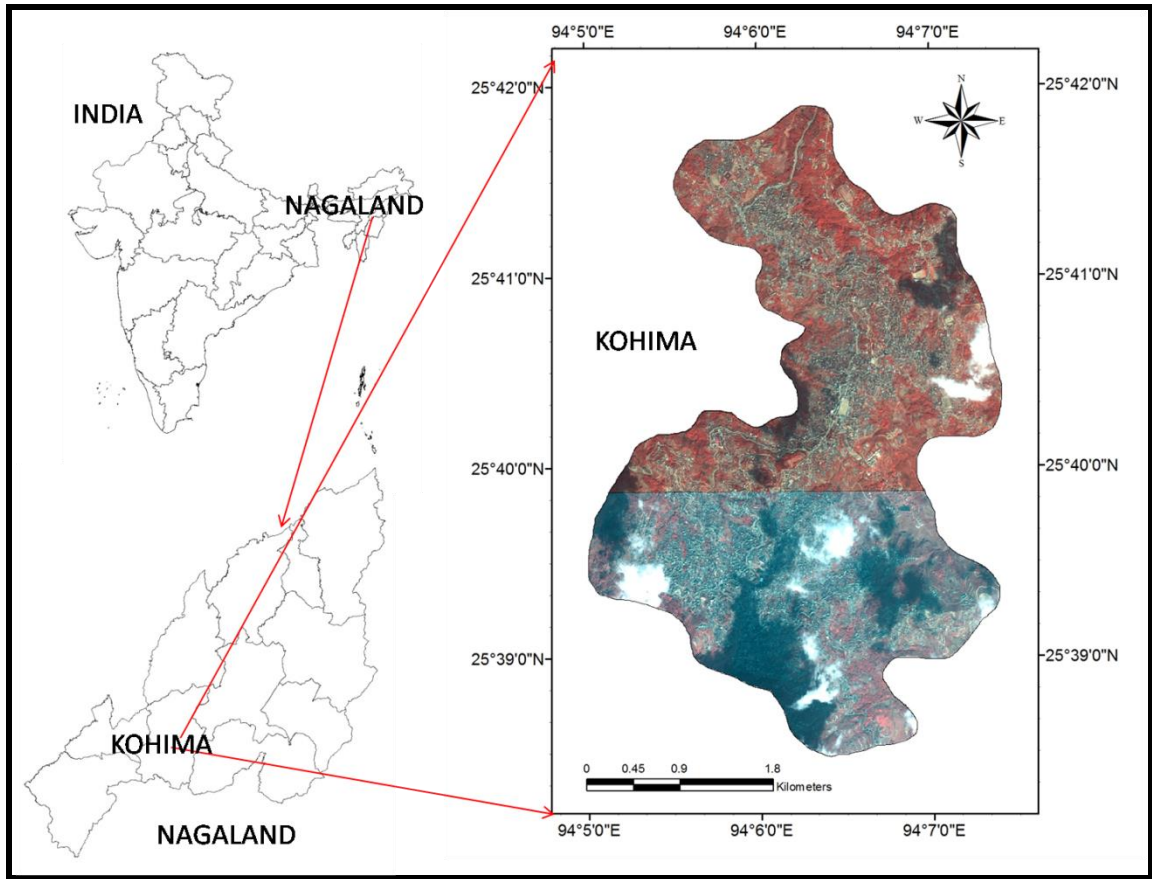 INDIA
NAGALAND
KOHIMA
NAGALAND
94°5'0"E 94°6'0"E 94°7'0"E
25°42'0"N 25°42'0"N
N
W E
S
25°41'0"N 25°41'0"N
KOHIMA
25°40'0"N 25°40'0"N
25°39'0"N 25°39'0"N
0 0.45 0.9 1.8
Kilometers
94°5'0"E 94°6'0"E 94°7'0"E